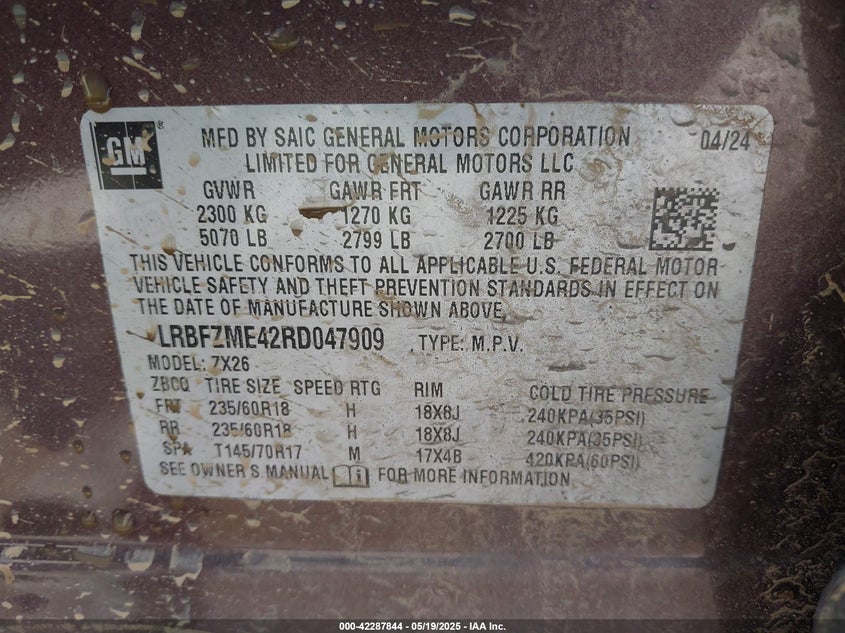 GM ®
MFD BY SAIC GENERAL MOTORS CORPORATION 04/24
LIMITED FOR GENERAL MOTORS LLC
GVWR GAWR FRT GAWR RR
2300 KG 1270 KG 1225 KG
5070 LB 2799 LB 2700 LB
THIS VEHICLE CONFORMS TO ALL APPLICABLE U.S. FEDERAL MOTOR
VEHICLE SAFETY AND THEFT PREVENTION STANDARDS IN EFFECT ON
THE DATE OF MANUFACTURE SHOWN ABOVE.
LRBFZME42RD047909 TYPE: M.P.V.
MODEL: 7X26
ZBCQ TIRE SIZE SPEED RTG RIM COLD TIRE PRESSURE
FRT 235/60R18 H 18X8J 240KPA(35PSI)
RR 235/60R18 H 18X8J 240KPA(35PSI)
SPA T145/70R17 M 17X4B 420KPA(60PSI)
SEE OWNER'S MANUAL i FOR MORE INFORMATION
000-42287844 | 05/19/2025 | IAA Inc.